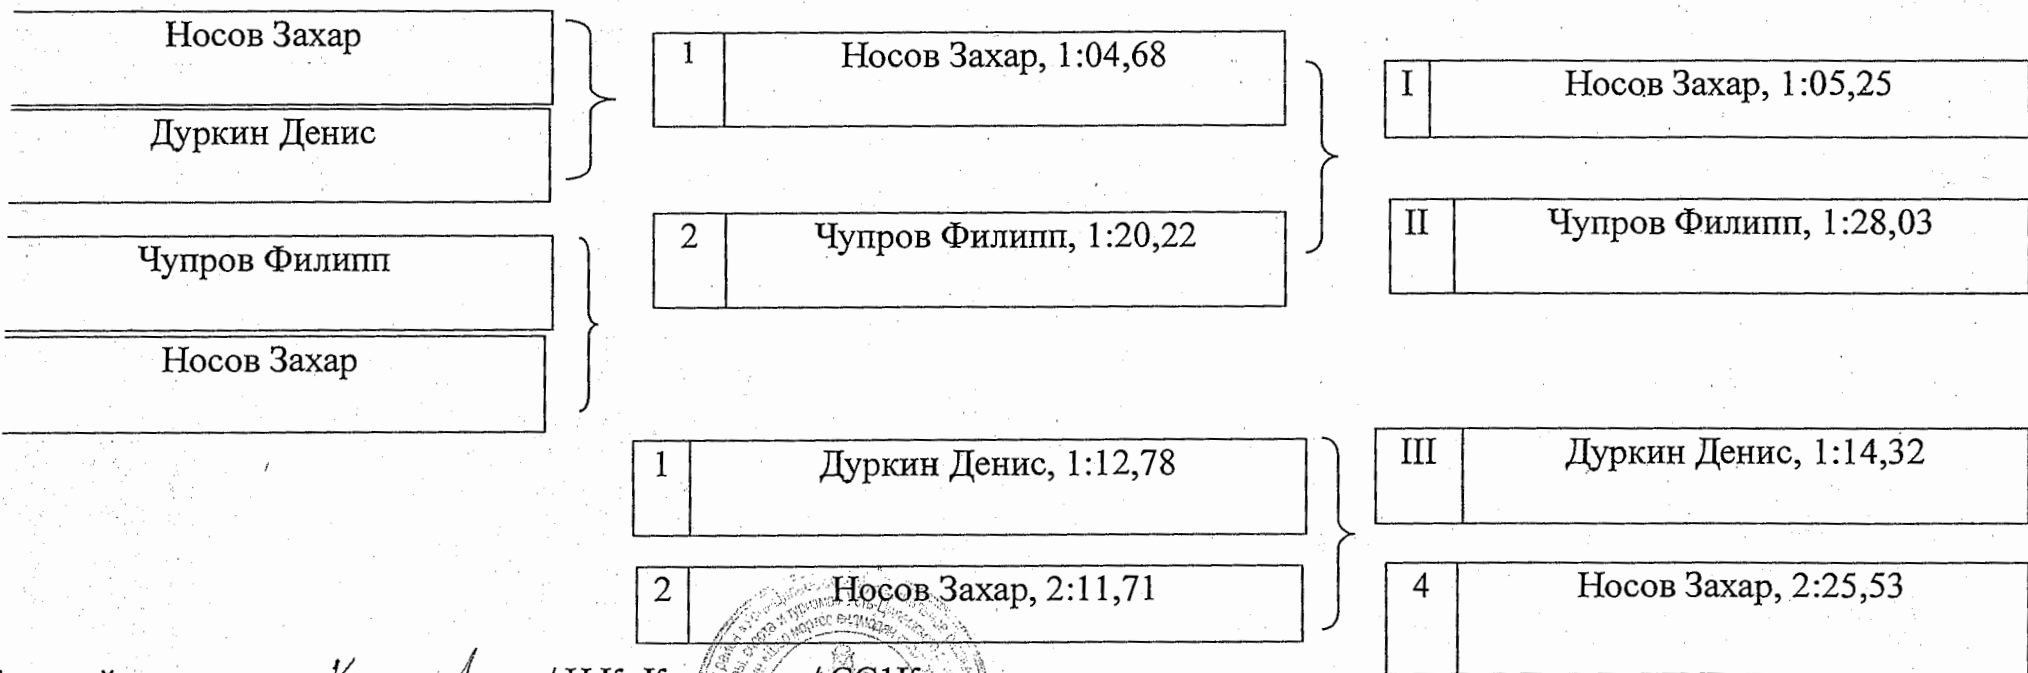 Носов Захар
Дуркин Денис
Чупров Филипп
Носов Захар
1 Носов Захар, 1:04,68
2 Чупров Филипп, 1:20,22
1 Дуркин Денис, 1:12,78
2 Носов Захар, 2:11,71
I Носов Захар, 1:05,25
II Чупров Филипп, 1:28,03
III Дуркин Денис, 1:14,32
4 Носов Захар, 2:25,53